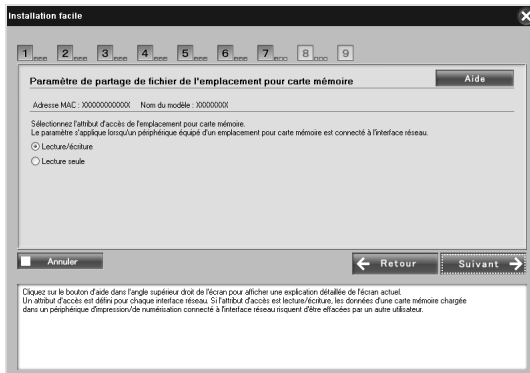 Installation facile
1 2 3 4 5 6 7 8 9
Paramètre de partage de fichier de l'emplacement pour carte mémoire
Aide
Adresse MAC : XXXXXXXXXXXX Nom du modèle : XXXXXXXX
Sélectionnez l'attribut d'accès de l'emplacement pour carte mémoire.
Le paramètre s'applique lorsqu'un périphérique équipé d'un emplacement pour carte mémoire est connecté à l'interface réseau.
Lecture/écriture
Lecture seule
Annuler
Retour
Suivant
Cliquez sur le bouton d'aide dans l'angle supérieur droit de l'écran pour afficher une explication détaillée de l'écran actuel.
Un attribut d'accès est défini pour chaque interface réseau. Si l'attribut d'accès est lecture/écriture, les données d'une carte mémoire chargée
dans un périphérique d'impression/de numérisation connecté à l'interface réseau risquent d'être effacées par un autre utilisateur.